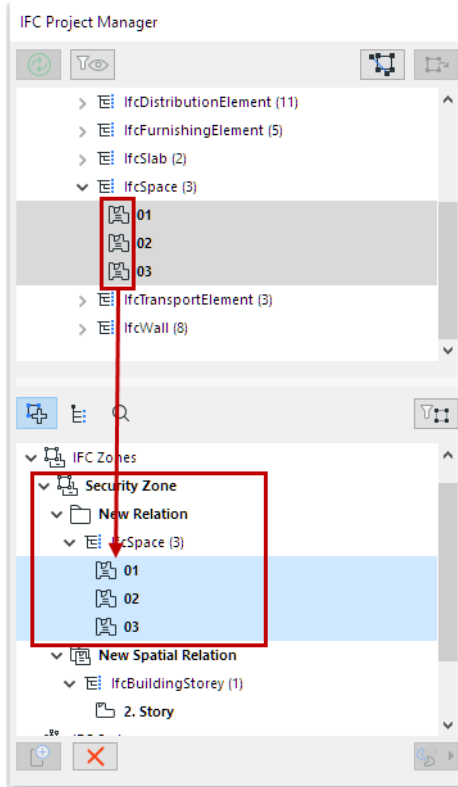 IFC Project Manager
IfcDistributionElement (11)
IfcFurnishingElement (5)
IfcSlab (2)
IfcSpace (3)
01
02
03
IfcTransportElement (3)
IfcWall (8)
IFC Zones
Security Zone
New Relation
IfcSpace (3)
01
02
03
New Spatial Relation
IfcBuildingStorey (1)
2. Story